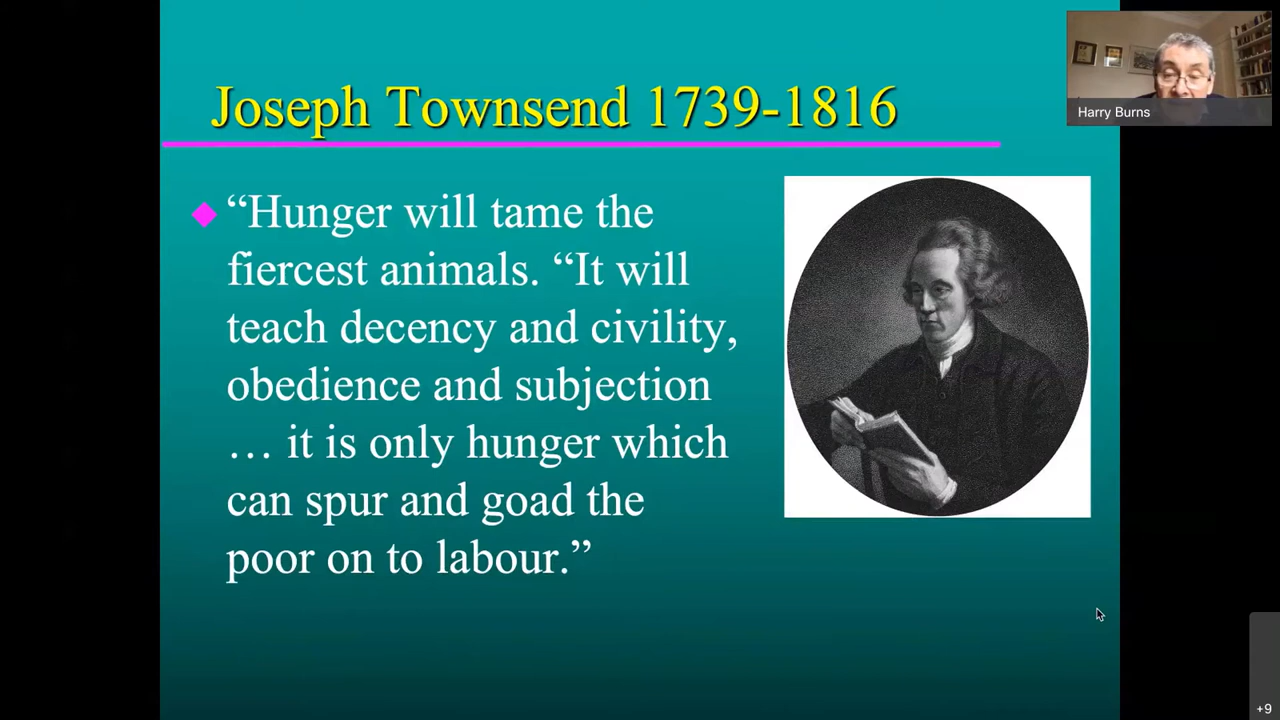 Joseph Townsend 1739-1816
“Hunger will tame the
fiercest animals. “It will
teach decency and civility,
obedience and subjection
… it is only hunger which
can spur and goad the
poor on to labour.”
Harry Burns
+9